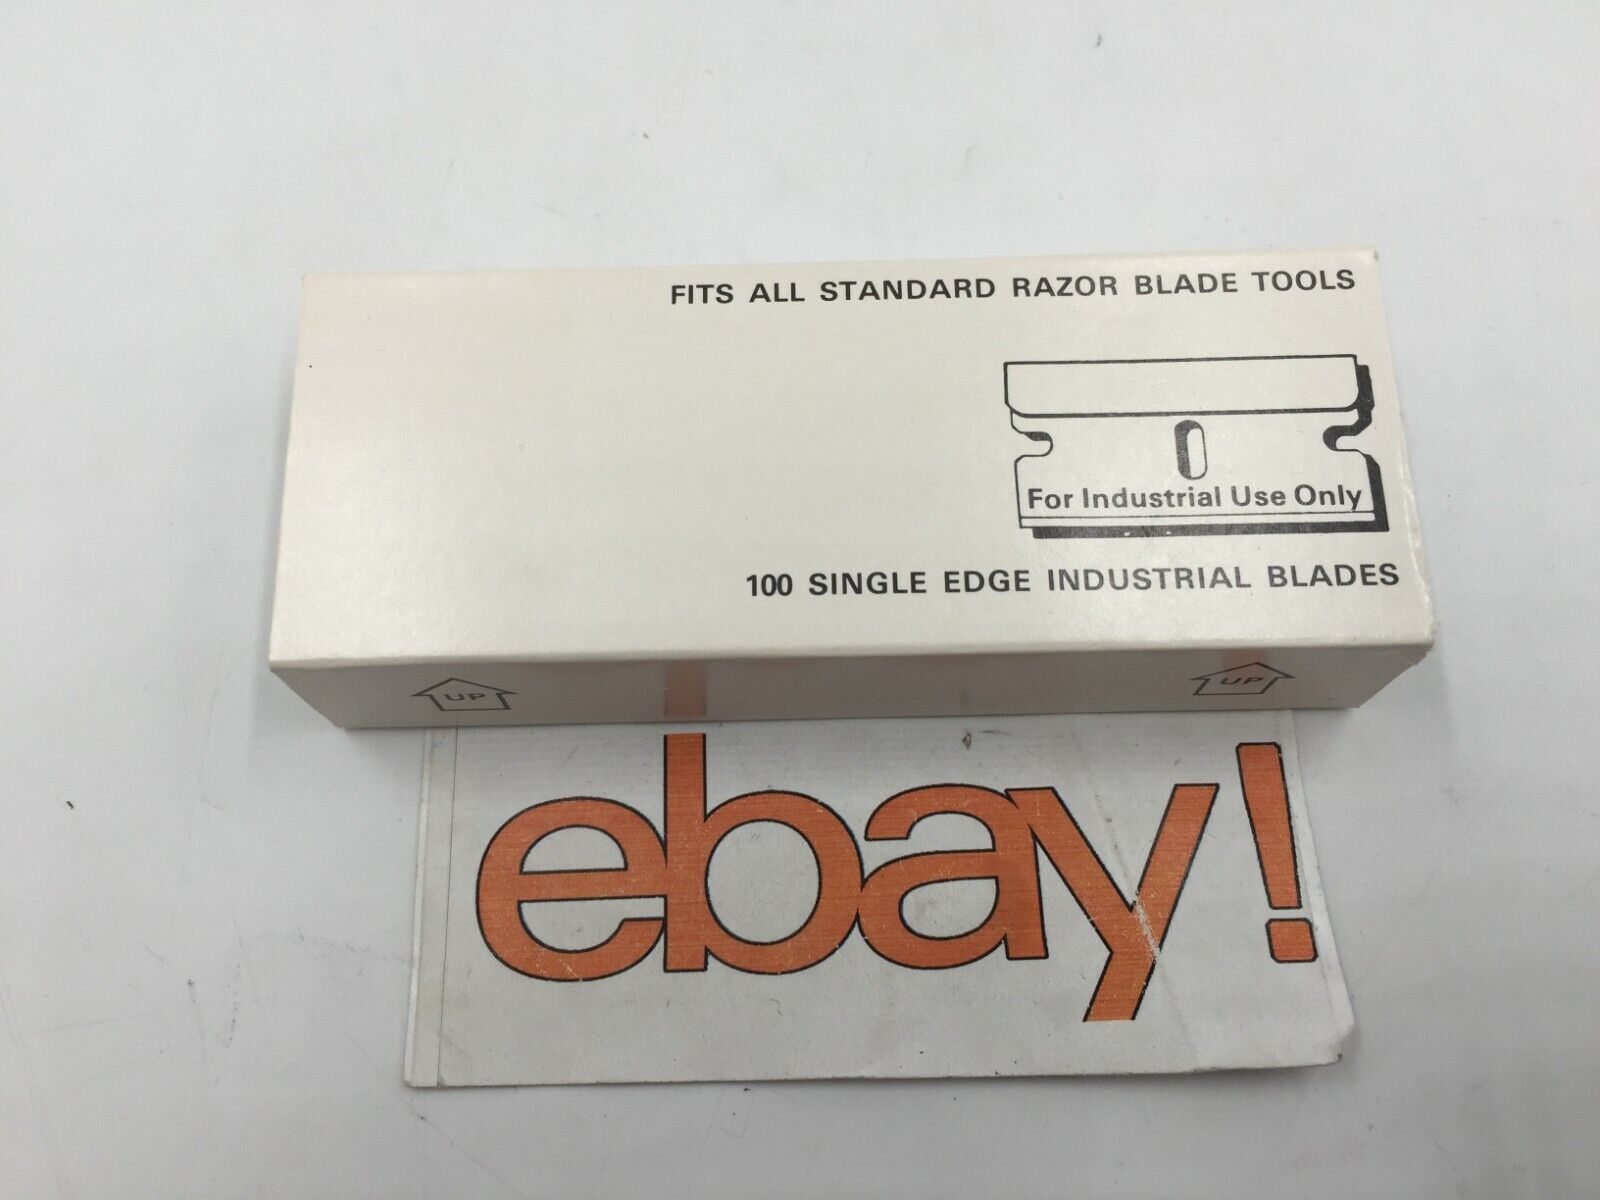 FITS ALL STANDARD RAZOR BLADE TOOLS
For Industrial Use Only
100 SINGLE EDGE INDUSTRIAL BLADES
UP UP
ebay!